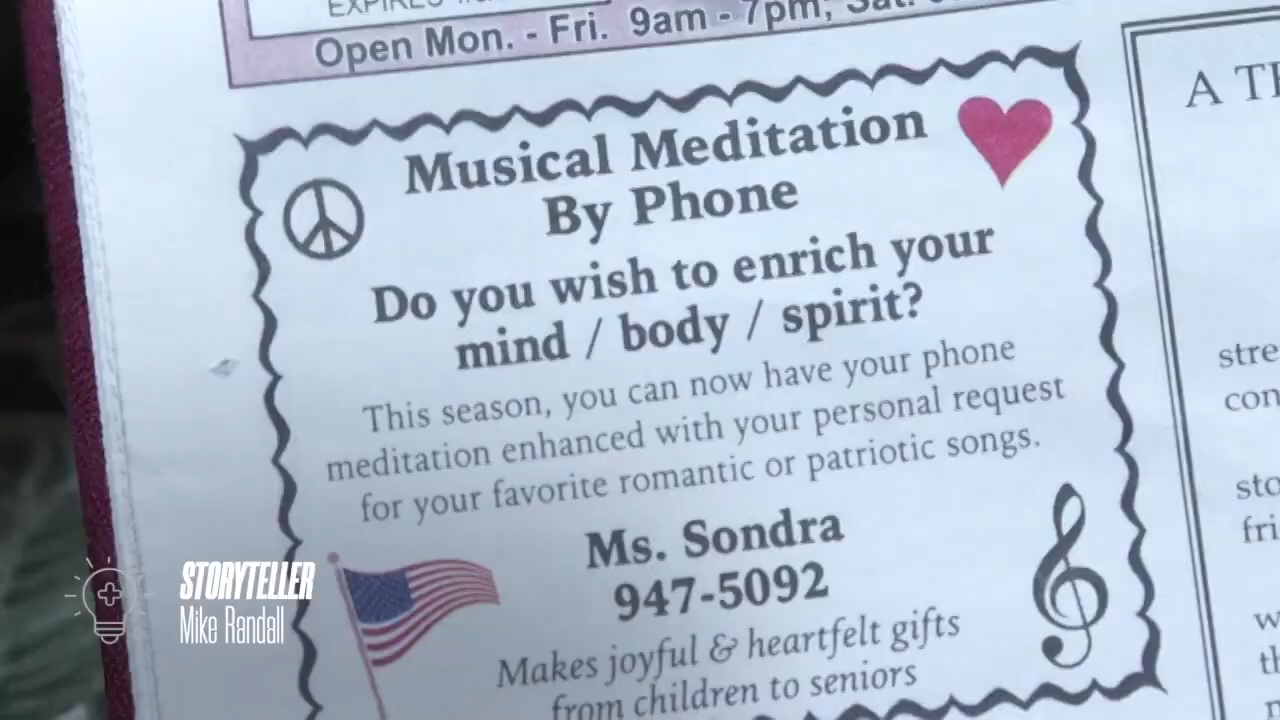 EXPIRES
Open Mon. - Fri. 9am - 7pm; Sat.
Musical Meditation
By Phone
Do you wish to enrich your
mind / body / spirit?
This season, you can now have your phone
meditation enhanced with your personal request
for your favorite romantic or patriotic songs.
Ms. Sondra
947-5092
Makes joyful & heartfelt gifts
from children to seniors
A
STORYTELLER
Mike Randall